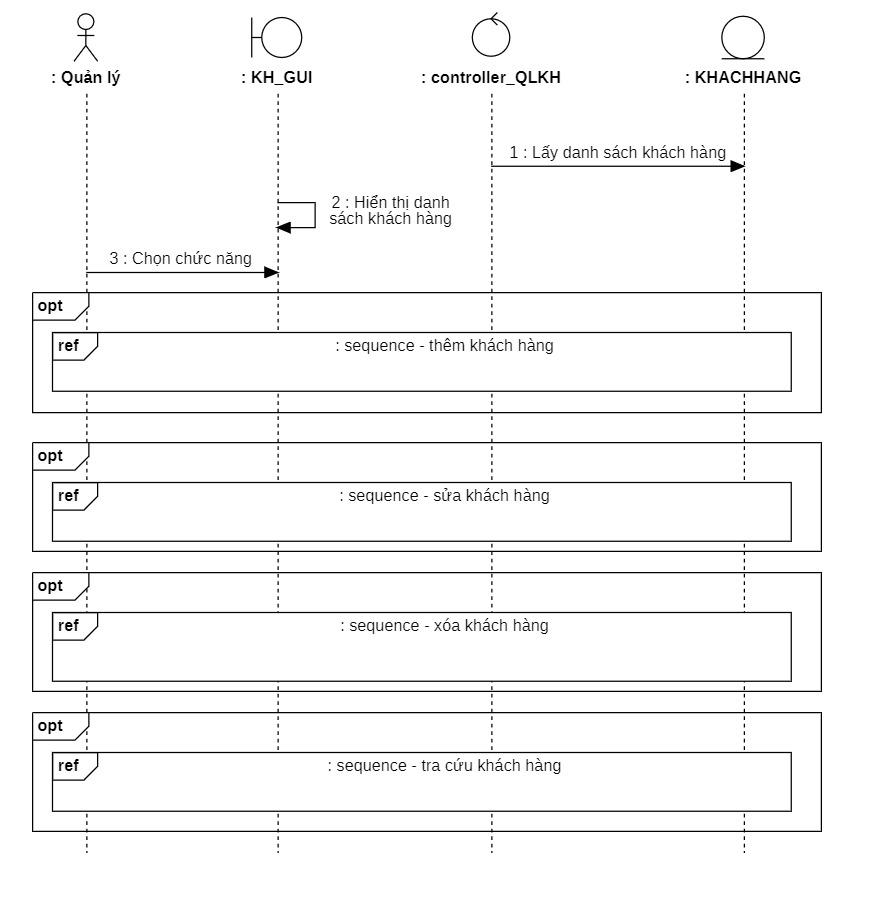 : Quản lý
: KH_GUI
: controller_QLKH
: KHACHHANG
1 : Lấy danh sách khách hàng
2 : Hiển thị danh
sách khách hàng
3 : Chọn chức năng
opt
ref
: sequence - thêm khách hàng
opt
ref
: sequence - sửa khách hàng
opt
ref
: sequence - xóa khách hàng
opt
ref
: sequence - tra cứu khách hàng